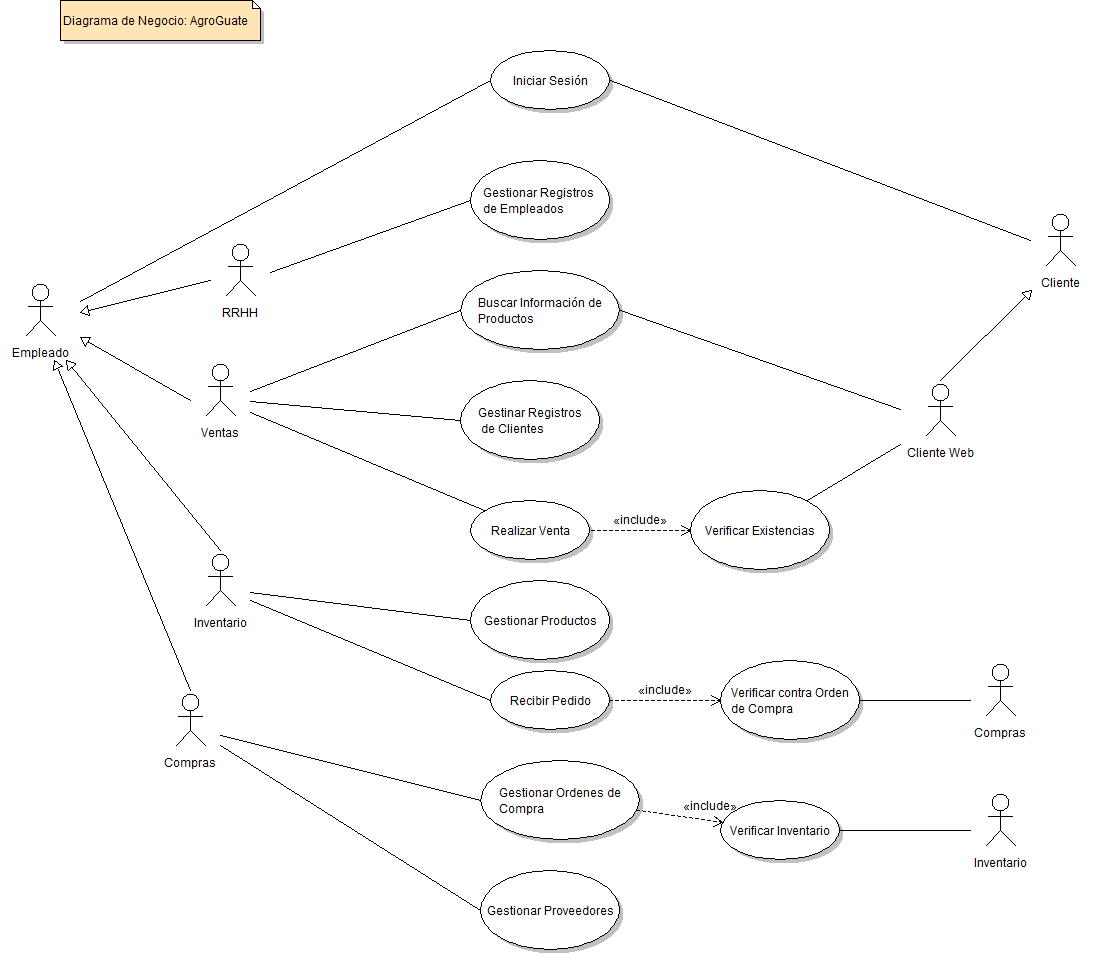 Diagrama de Negocio: AgroGuate
Iniciar Sesión
Gestionar Registros
de Empleados
Cliente
RRHH
Buscar Información de
Productos
Empleado
Ventas
Gestinar Registros
de Clientes
Cliente Web
Realizar Venta
«include»
Verificar Existencias
Inventario
Gestionar Productos
Recibir Pedido
«include»
Verificar contra Orden
de Compra
Compras
Compras
Gestionar Ordenes de
Compra
«include»
Verificar Inventario
Inventario
Gestionar Proveedores